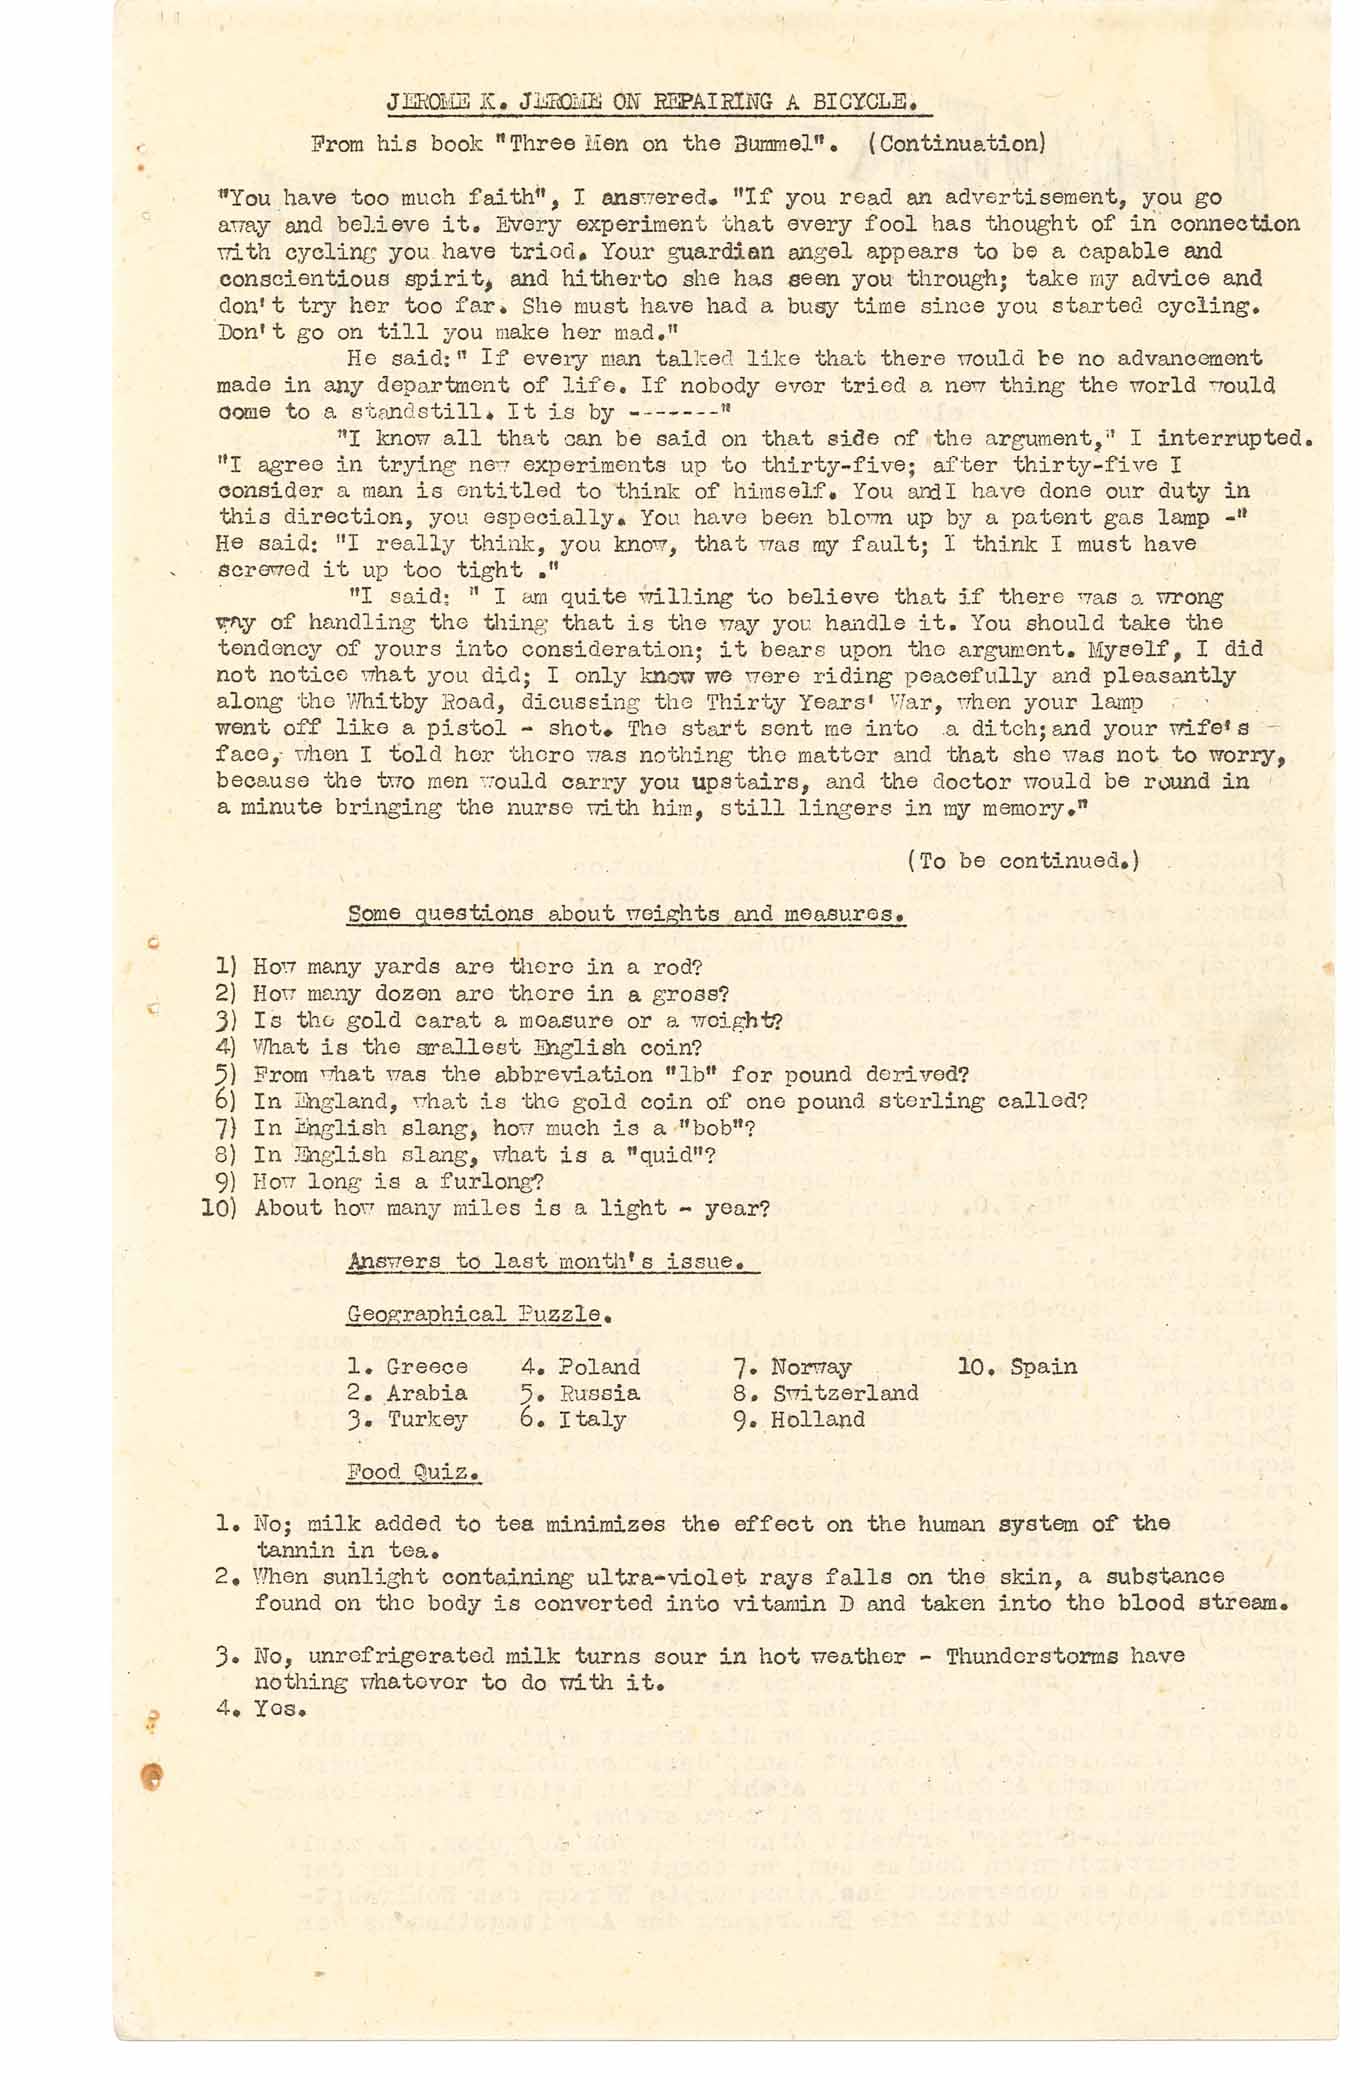 JEROME K. JEROME ON REPAIRING A BICYCLE.
From his book "Three Men on the Bummel". (Continuation)
"You have too much faith", I answered. "If you read an advertisement, you go
away and believe it. Every experiment that every fool has thought of in connection
with cycling you have tried. Your guardian angel appears to be a capable and
conscientious spirit, and hitherto she has seen you through; take my advice and
don't try her too far. She must have had a busy time since you started cycling.
Don't go on till you make her mad."
He said:" If every man talked like that there would be no advancement
made in any department of life. If nobody ever tried a new thing the world would
come to a standstill. It is by -------"
"I know all that can be said on that side of the argument," I interrupted.
"I agree in trying new experiments up to thirty-five; after thirty-five I
consider a man is entitled to think of himself. You and I have done our duty in
this direction, you especially. You have been blown up by a patent gas lamp -"
He said: "I really think, you know, that was my fault; I think I must have
screwed it up too tight ."
"I said: " I am quite willing to believe that if there was a wrong
way of handling the thing that is the way you handle it. You should take the
tendency of yours into consideration; it bears upon the argument. Myself, I did
not notice what you did; I only know we were riding peacefully and pleasantly
along the Whitby Road, dicussing the Thirty Years' War, when your lamp
went off like a pistol - shot. The start sent me into a ditch; and your wife's
face, when I told her there was nothing the matter and that she was not to worry,
because the two men would carry you upstairs, and the doctor would be round in
a minute bringing the nurse with him, still lingers in my memory."
(To be continued.)
Some questions about weights and measures.
1) How many yards are there in a rod?
2) How many dozen are there in a gross?
3) Is the gold carat a measure or a weight?
4) What is the smallest English coin?
5) From what was the abbreviation "lb" for pound derived?
6) In England, what is the gold coin of one pound sterling called?
7) In English slang, how much is a "bob"?
8) In English slang, what is a "quid"?
9) How long is a furlong?
10) About how many miles is a light - year?
Answers to last month's issue.
Geographical Puzzle.
1. Greece 4. Poland 7. Norway 10. Spain
2. Arabia 5. Russia 8. Switzerland
3. Turkey 6. Italy 9. Holland
Food Quiz.
1. No; milk added to tea minimizes the effect on the human system of the
tannin in tea.
2. When sunlight containing ultra-violet rays falls on the skin, a substance
found on the body is converted into vitamin D and taken into the blood stream.
3. No, unrefrigerated milk turns sour in hot weather - Thunderstorms have
nothing whatever to do with it.
4. Yes.